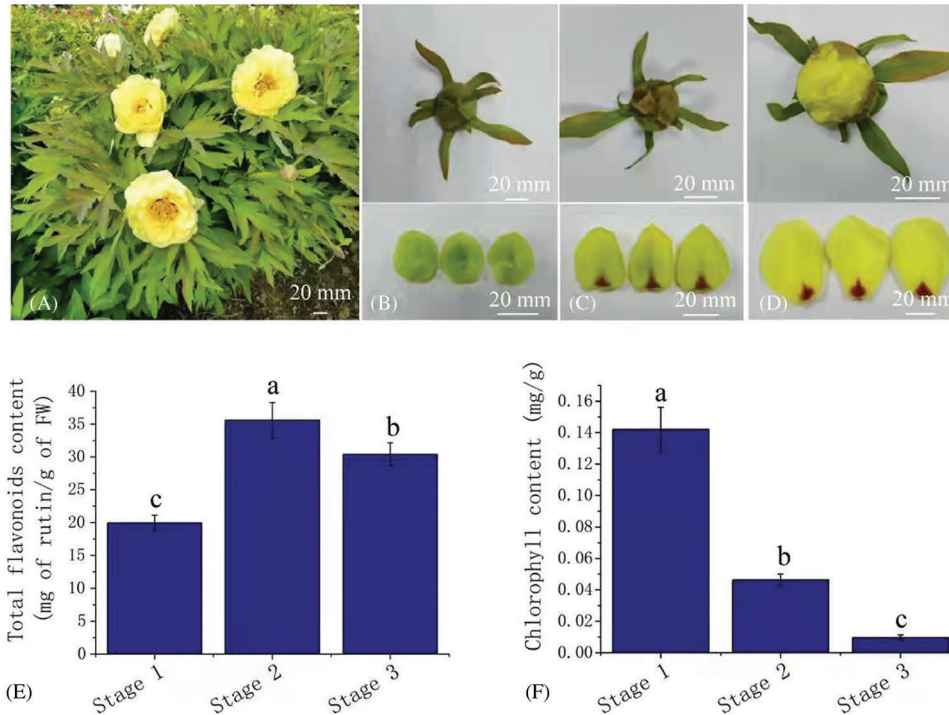 20 mm
20 mm
20 mm
(A)
20 mm
(B)
20 mm
(C)
20 mm
(D)
20 mm
Total flavonoids content
(mg of rutin/g of FW)
40
35
30
25
20
15
10
5
0
c
a
b
Stage 1
Stage 2
Stage 3
(E)
Chlorophyll content (mg/g)
0.16
0.14
0.12
0.10
0.08
0.06
0.04
0.02
0.00
a
b
c
Stage 1
Stage 2
Stage 3
(F)